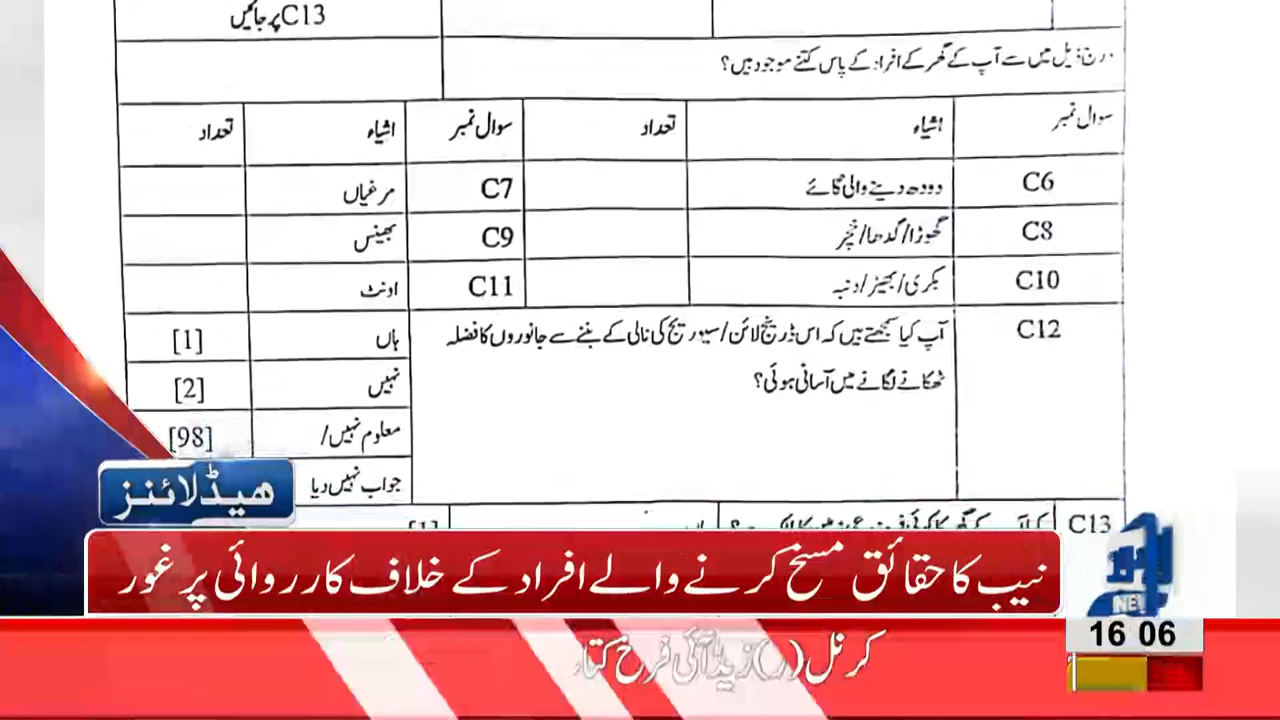 C13 پر جائیں
درج ذیل میں سے آپ کے گھر کے افراد کے پاس کتنے موجود ہیں؟
سوال نمبر اشیاء تعداد سوال نمبر اشیاء تعداد
C6 دودھ دینے والی گائے C7 مرغیاں
C8 گھوڑا/گدھا/خچر C9 بھینس
C10 بکری/بھیڑ/دنبہ C11 اونٹ
C12 آپ کیا سمجھتے ہیں کہ اس ڈرینج لائن/سیوریج کی نالی کے بننے سے جانوروں کا فضلہ
ٹھکانے لگانے میں آسانی ہوئی؟
ہاں [1]
نہیں [2]
معلوم نہیں/ [98]
جواب نہیں دیا
C13
ہیڈلائنز
نیب کا حقائق مسخ کرنے والے افراد کے خلاف کارروائی پر غور
16 06
کرنل (ر)